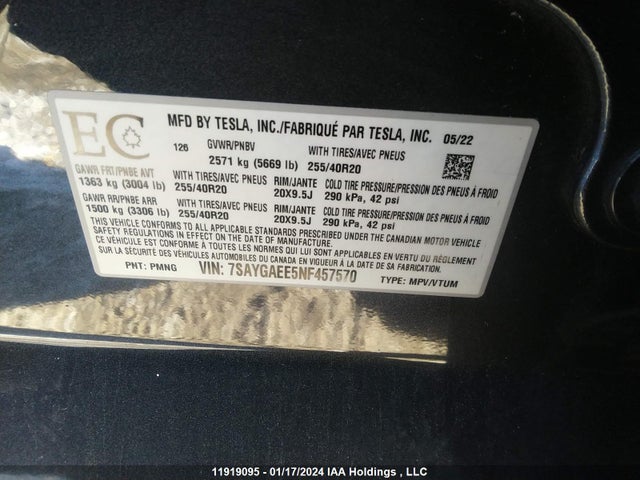 EC
MFD BY TESLA, INC./FABRIQUÉ PAR TESLA, INC. 05/22
126 GVWR/PNBV WITH TIRES/AVEC PNEUS
2571 kg (5669 lb) 255/40R20
GAWR FRT/PNBE AVT WITH TIRES/AVEC PNEUS RIM/JANTE COLD TIRE PRESSURE/PRESSION DES PNEUS À FROID
1363 kg (3004 lb) 255/40R20 20X9.5J 290 kPa, 42 psi
GAWR RR/PNBE ARR WITH TIRES/AVEC PNEUS RIM/JANTE COLD TIRE PRESSURE/PRESSION DES PNEUS À FROID
1500 kg (3306 lb) 255/40R20 20X9.5J 290 kPa, 42 psi
THIS VEHICLE CONFORMS TO ALL APPLICABLE STANDARDS PRESCRIBED UNDER THE CANADIAN MOTOR VEHICLE
SAFETY REGULATIONS IN EFFECT ON THE DATE OF MANUFACTURE
CE VÉHICULE EST CONFORME À TOUTES LES NORMES QUI LUI SONT APPLICABLES EN VERTU DU RÈGLEMENT
SUR LA SÉCURITÉ DES VÉHICULES AUTOMOBILES DU CANADA EN VIGUEUR À LA DATE DE SA FABRICATION
PNT: PMNG VIN: 7SAYGAEE5NF457570 TYPE: MPV/VTUM
11919095 - 01/17/2024 IAA Holdings , LLC